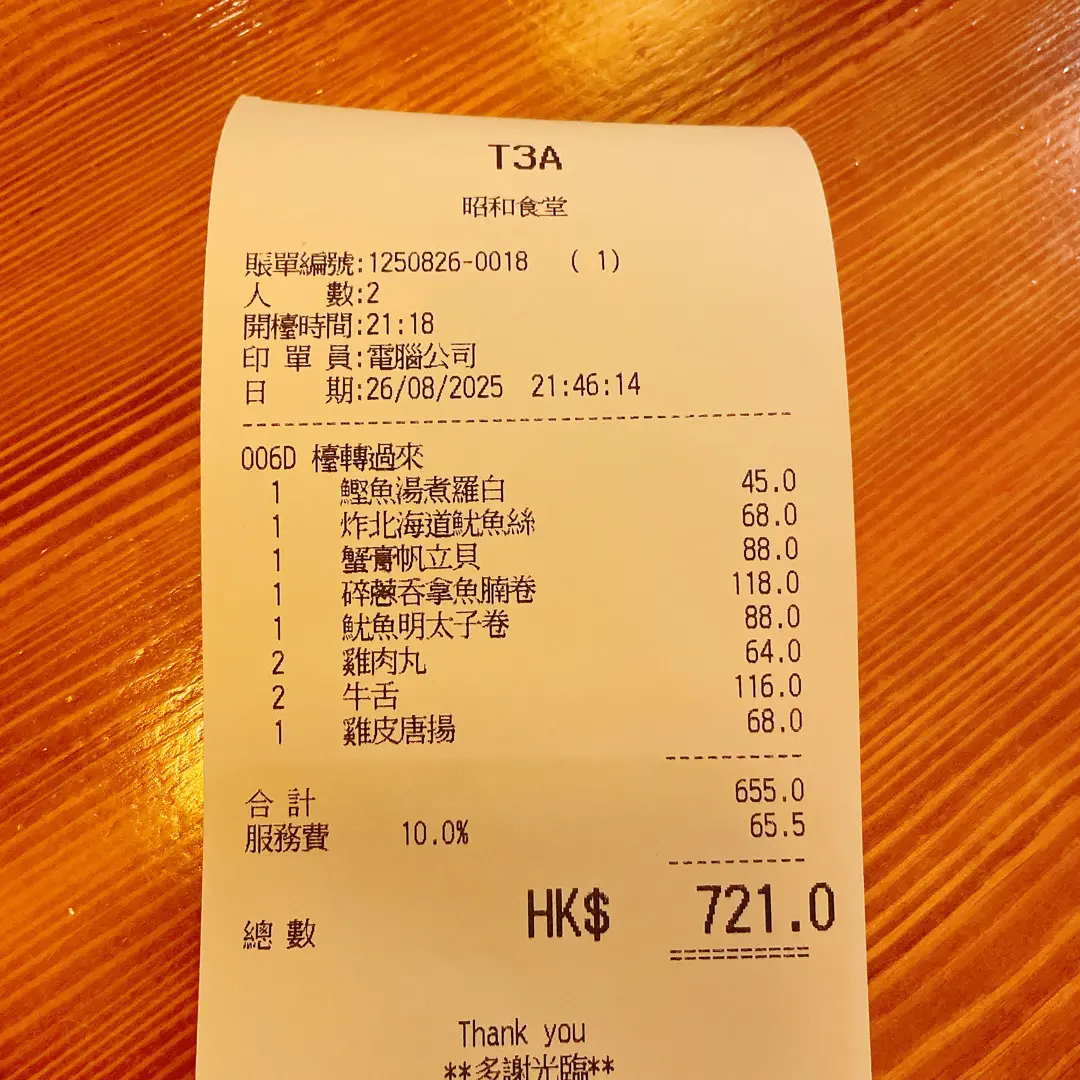 T3A
昭和食堂
賬單編號:1250826-0018 ( 1)
人 數:2
開檯時間:21:18
印 單 員:電腦公司
日 期:26/08/2025 21:46:14
006D 檯轉過來
1 鰹魚湯煮羅白 45.0
1 炸北海道魷魚絲 68.0
1 蟹膏帆立貝 88.0
1 碎蔥吞拿魚腩卷 118.0
1 魷魚明太子卷 88.0
2 雞肉丸 64.0
2 牛舌 116.0
1 雞皮唐揚 68.0
合 計 655.0
服務費 10.0% 65.5
總 數 HK$ 721.0
Thank you
**多謝光臨**